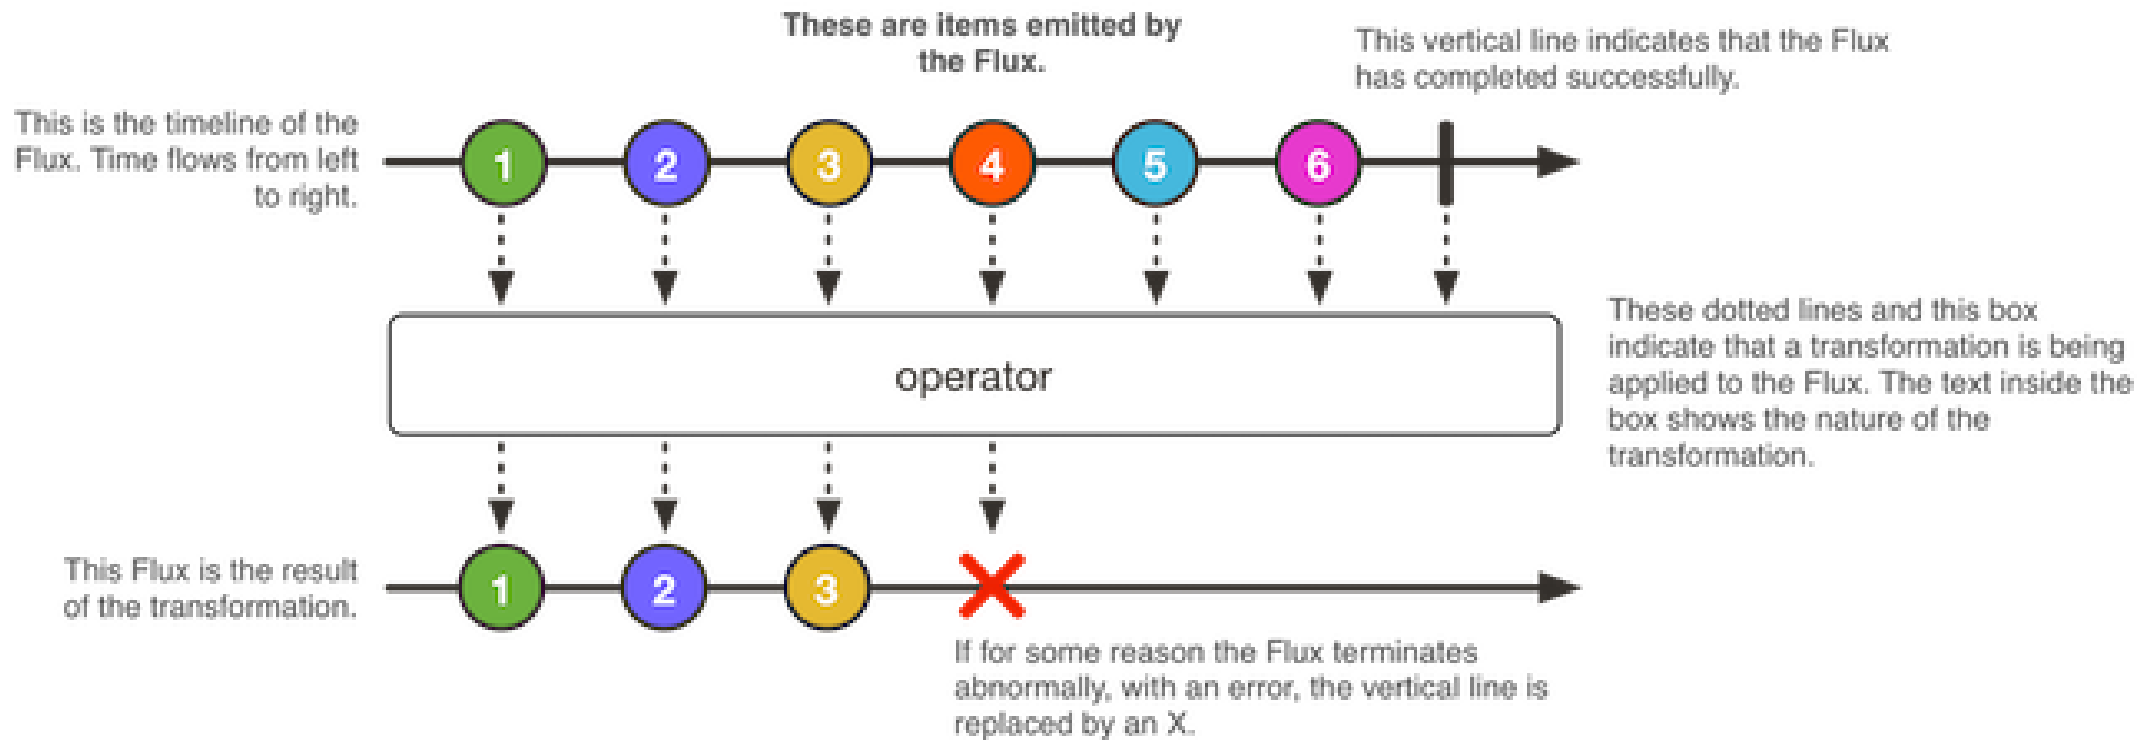 These are items emitted by
the Flux.
This vertical line indicates that the Flux
has completed successfully.
This is the timeline of the
Flux. Time flows from left
to right.
1 2 3 4 5 6
These dotted lines and this box
indicate that a transformation is being
applied to the Flux. The text inside the
box shows the nature of the
transformation.
operator
This Flux is the result
of the transformation.
1 2 3
If for some reason the Flux terminates
abnormally, with an error, the vertical line is
replaced by an X.